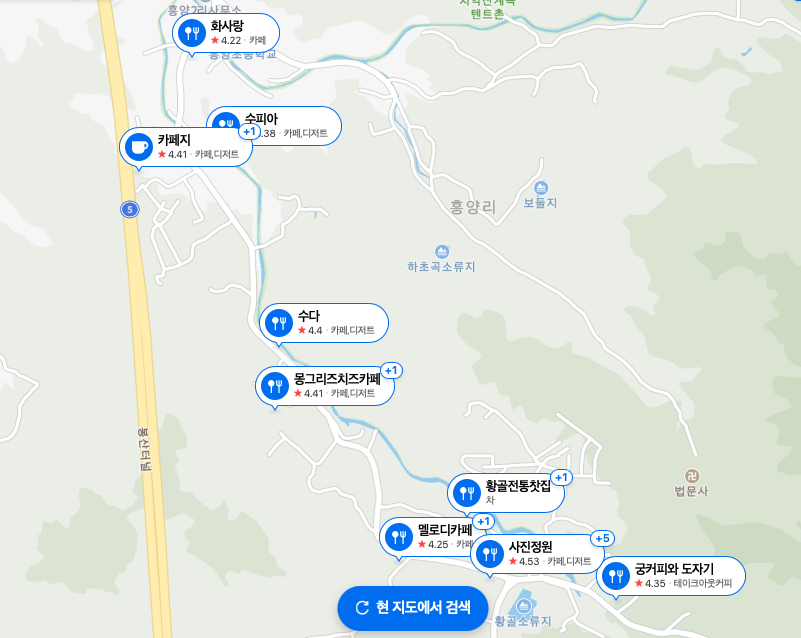 흥양2리사무소
치악산계곡
텐트촌
화사랑
★ 4.22 · 카페
흥양초등학교
수피아
.38 · 카페,디저트
+1
카페지
★ 4.41 · 카페,디저트
5
흥양리
보들지
하초곡소류지
수다
★ 4.4 · 카페,디저트
+1
몽그리즈치즈카페
★ 4.41 · 카페,디저트
봉산터널
+1
황골전통찻집
차
법문사
+1
멜로디카페
★ 4.25 · 카페
+5
사진정원
★ 4.53 · 카페,디저트
궁커피와 도자기
★ 4.35 · 테이크아웃커피
현 지도에서 검색
황골소류지